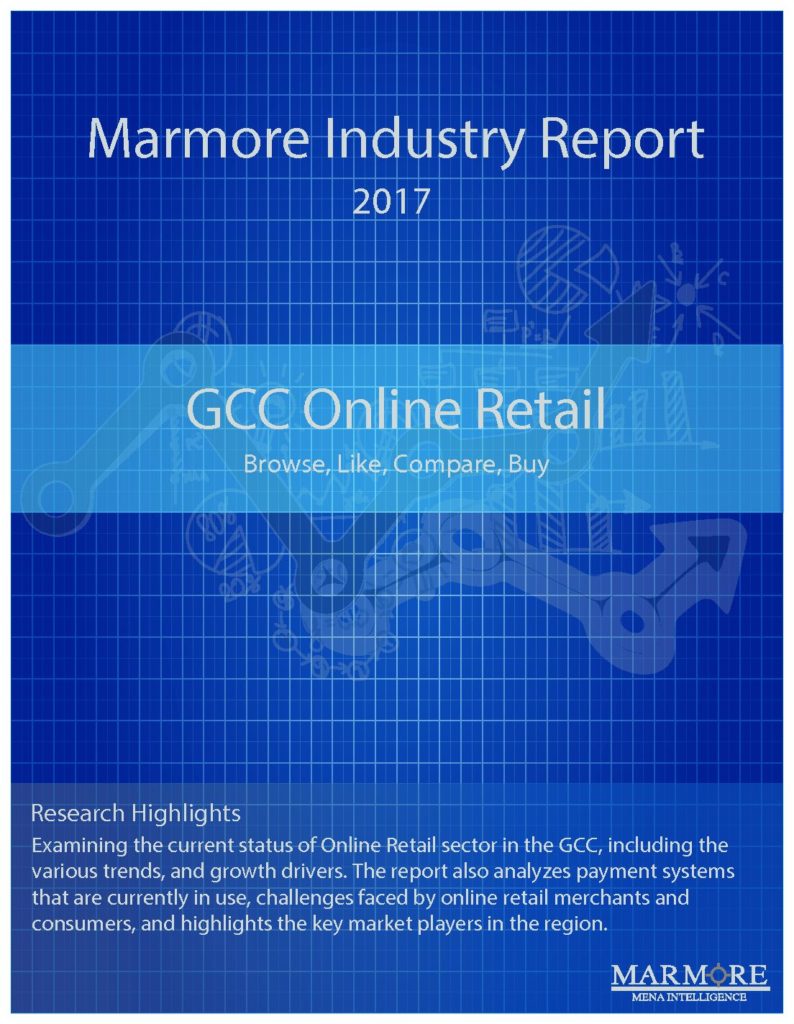 Marmore Industry Report
2017
GCC Online Retail
Browse, Like, Compare, Buy
Research Highlights
Examining the current status of Online Retail sector in the GCC, including the
various trends, and growth drivers. The report also analyzes payment systems
that are currently in use, challenges faced by online retail merchants and
consumers, and highlights the key market players in the region.
MARMORE
MENA INTELLIGENCE